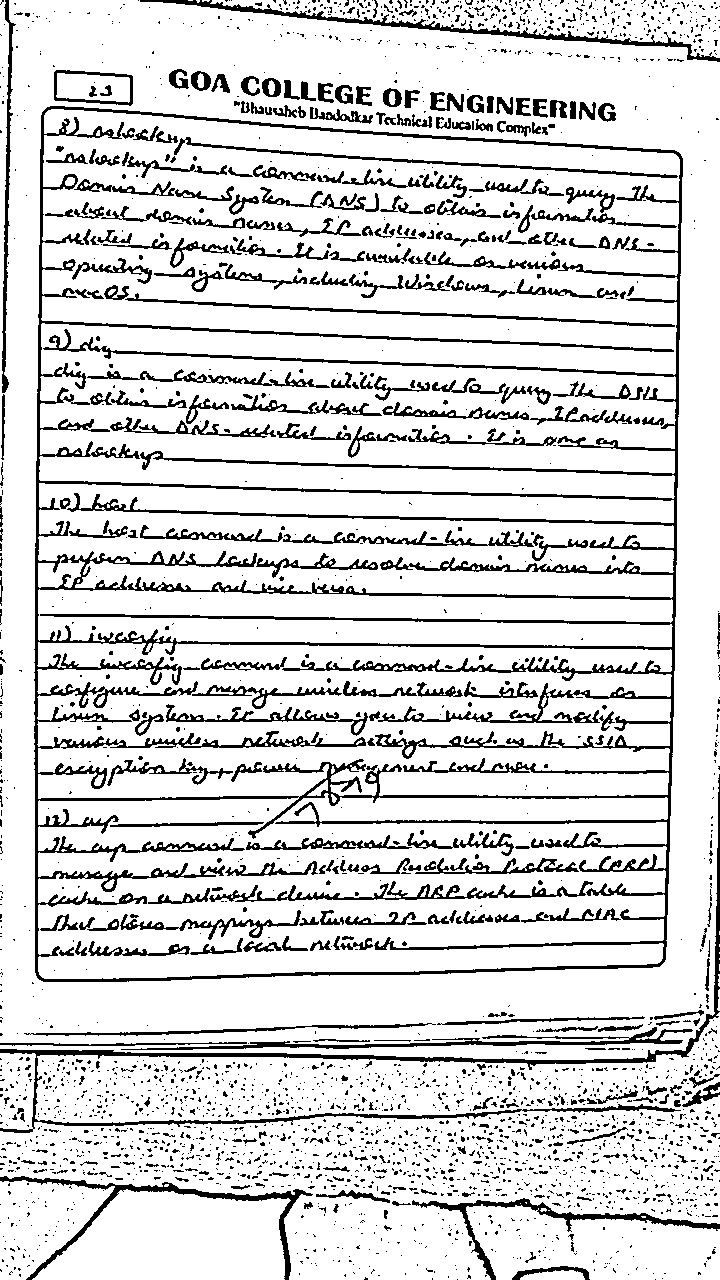 23
GOA COLLEGE OF ENGINEERING
"Bhausaheb Bandodkar Technical Education Complex"
8) nslookup
"nslookup" is a command-line utility used to query the
Domain Name System (DNS) to obtain information
about domain names, IP addresses, and other DNS-
related information. It is available on various
operating systems, including Windows, Linux and
macOS.
9) dig
dig is a command-line utility used to query the DNS
to obtain information about domain names, IP addresses,
and other DNS-related information. It is same as
nslookup
10) host
The host command is a command-line utility used to
perform DNS lookups to resolve domain names into
IP addresses and vice versa.
11) iwconfig
The iwconfig command is a command-line utility used to
configure and manage wireless network interfaces on
Linux systems. It allows you to view and modify
various wireless network settings such as the SSID,
encryption key, power management and more.
12) arp
The arp command is a command-line utility used to
manage and view the Address Resolution Protocol (ARP)
cache on a network device. The ARP cache is a table
that stores mappings between IP addresses and MAC
addresses on a local network.